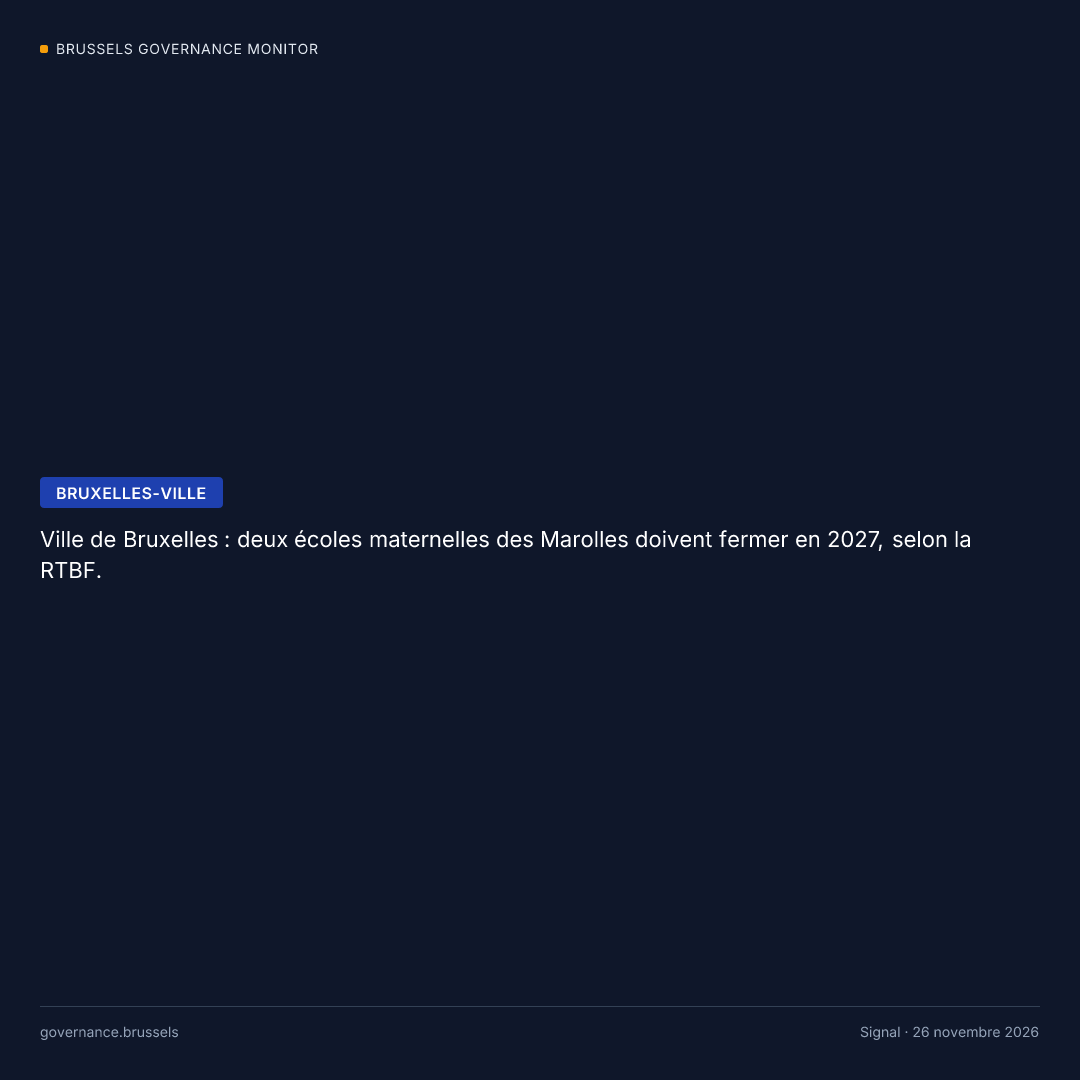 BRUSSELS GOVERNANCE MONITOR
BRUXELLES-VILLE
Ville de Bruxelles : deux écoles maternelles des Marolles doivent fermer en 2027, selon la
RTBF.
governance.brussels
Signal · 26 novembre 2026